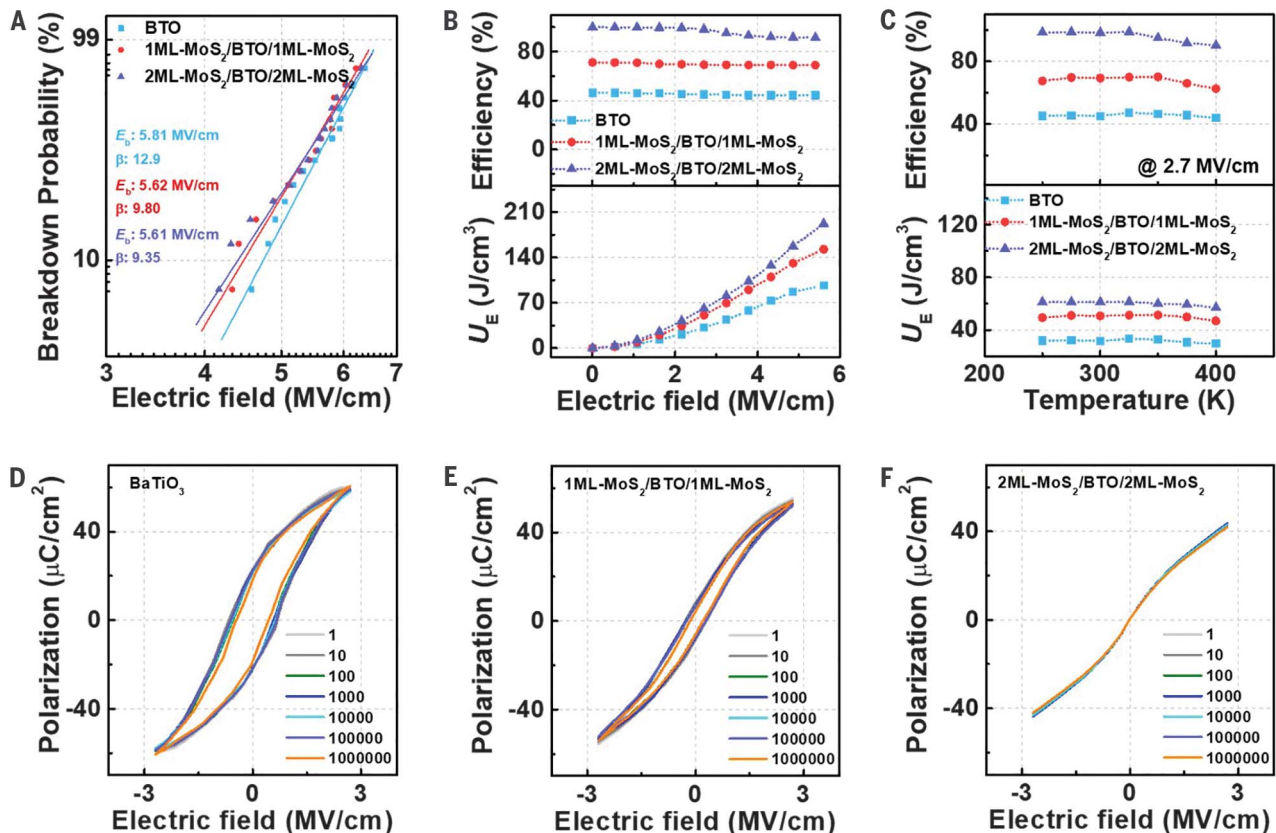 A
Breakdown Probability (%)
99
10
BTO
1ML-MoS₂/BTO/1ML-MoS₂
2ML-MoS₂/BTO/2ML-MoS₂
E_b: 5.81 MV/cm
β: 12.9
E_b: 5.62 MV/cm
β: 9.80
E_b: 5.61 MV/cm
β: 9.35
3 4 5 6 7
Electric field (MV/cm)
B
Efficiency (%)
80
40
0
BTO
1ML-MoS₂/BTO/1ML-MoS₂
2ML-MoS₂/BTO/2ML-MoS₂
U_E (J/cm³)
210
140
70
0
0 2 4 6
Electric field (MV/cm)
C
Efficiency (%)
120
80
40
@ 2.7 MV/cm
BTO
1ML-MoS₂/BTO/1ML-MoS₂
2ML-MoS₂/BTO/2ML-MoS₂
U_E (J/cm³)
120
80
40
200 300 400
Temperature (K)
D
BaTiO₃
Polarization (μC/cm²)
40
0
-40
1
10
100
1000
10000
100000
1000000
-3 0 3
Electric field (MV/cm)
E
1ML-MoS₂/BTO/1ML-MoS₂
Polarization (μC/cm²)
40
0
-40
1
10
100
1000
10000
100000
1000000
-3 0 3
Electric field (MV/cm)
F
2ML-MoS₂/BTO/2ML-MoS₂
Polarization (μC/cm²)
40
0
-40
1
10
100
1000
10000
100000
1000000
-3 0 3
Electric field (MV/cm)